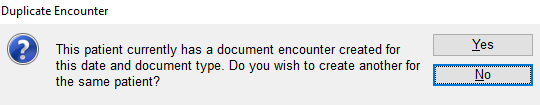 Duplicate Encounter
This patient currently has a document encounter created for
this date and document type. Do you wish to create another for
the same patient?
Yes
No